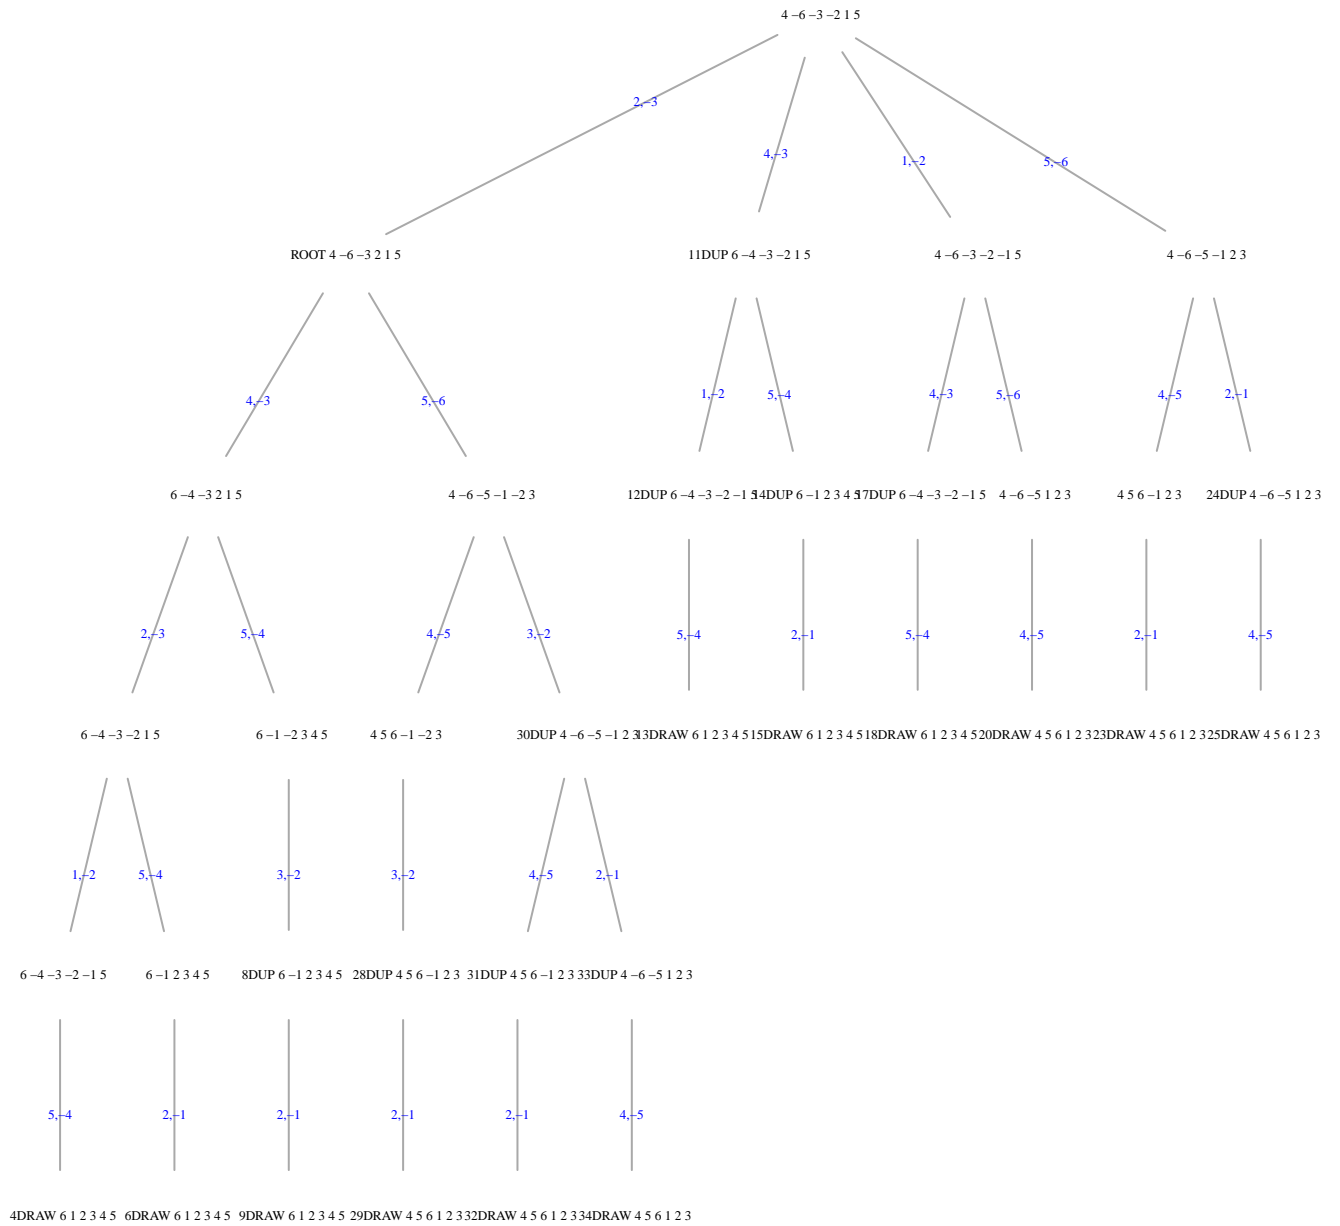 4 –6 –3 –2 1 5
2,–3
4,–3
1,–2
5,–6
ROOT 4 –6 –3 2 1 5
11DUP 6 –4 –3 –2 1 5
4 –6 –3 –2 –1 5
4 –6 –5 –1 2 3
4,–3
5,–6
1,–2
5,–4
4,–3
5,–6
4,–5
2,–1
6 –4 –3 2 1 5
4 –6 –5 –1 –2 3
12DUP 6 –4 –3 –2 –1 5
14DUP 6 –1 2 3 4 5
17DUP 6 –4 –3 –2 –1 5
4 –6 –5 1 2 3
4 5 6 –1 2 3
24DUP 4 –6 –5 1 2 3
2,–3
5,–4
4,–5
3,–2
5,–4
2,–1
5,–4
4,–5
2,–1
4,–5
6 –4 –3 –2 1 5
6 –1 –2 3 4 5
4 5 6 –1 –2 3
30DUP 4 –6 –5 –1 2 3
13DRAW 6 1 2 3 4 5
15DRAW 6 1 2 3 4 5
18DRAW 6 1 2 3 4 5
20DRAW 4 5 6 1 2 3
23DRAW 4 5 6 1 2 3
25DRAW 4 5 6 1 2 3
1,–2
5,–4
3,–2
3,–2
4,–5
2,–1
6 –4 –3 –2 –1 5
6 –1 2 3 4 5
8DUP 6 –1 2 3 4 5
28DUP 4 5 6 –1 2 3
31DUP 4 5 6 –1 2 3
33DUP 4 –6 –5 1 2 3
5,–4
2,–1
2,–1
2,–1
2,–1
4,–5
4DRAW 6 1 2 3 4 5
6DRAW 6 1 2 3 4 5
9DRAW 6 1 2 3 4 5
29DRAW 4 5 6 1 2 3
32DRAW 4 5 6 1 2 3
34DRAW 4 5 6 1 2 3